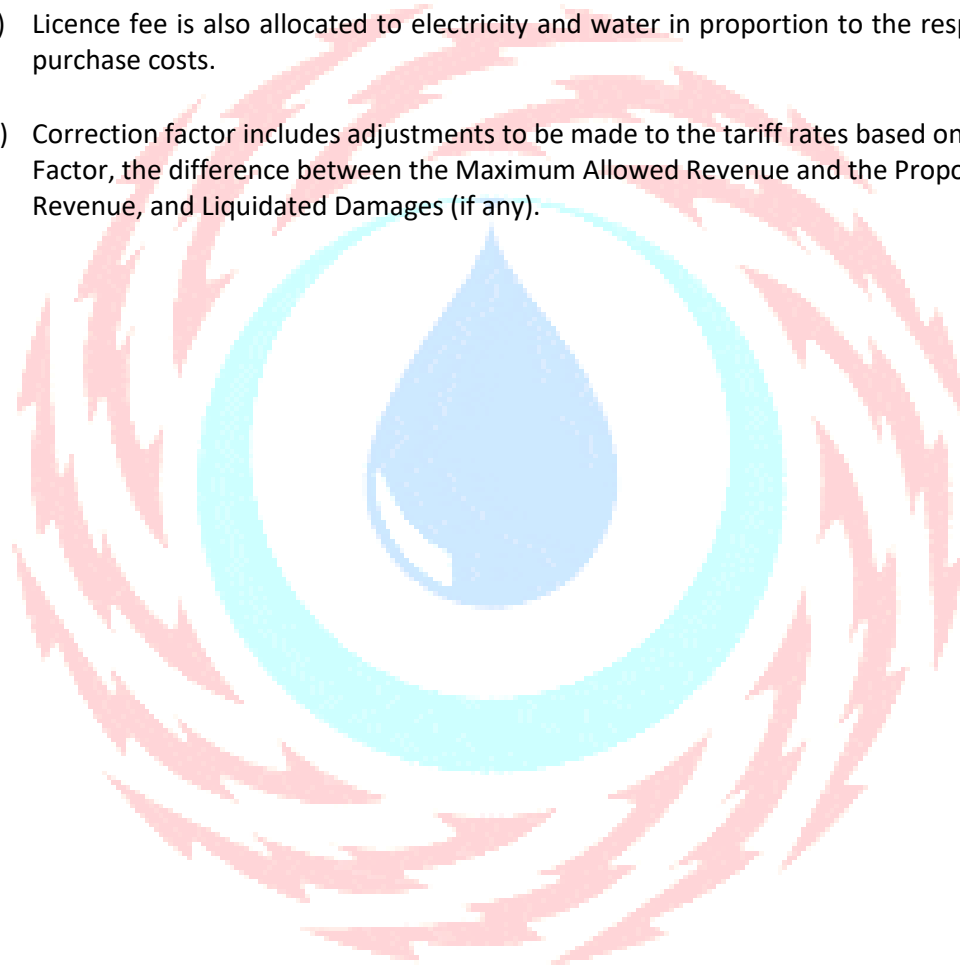 ) Licence fee is also allocated to electricity and water in proportion to the
purchase costs.
) Correction factor includes adjustments to be made to the tariff rates based on
Factor, the difference between the Maximum Allowed Revenue and the
Revenue, and Liquidated Damages (if any).